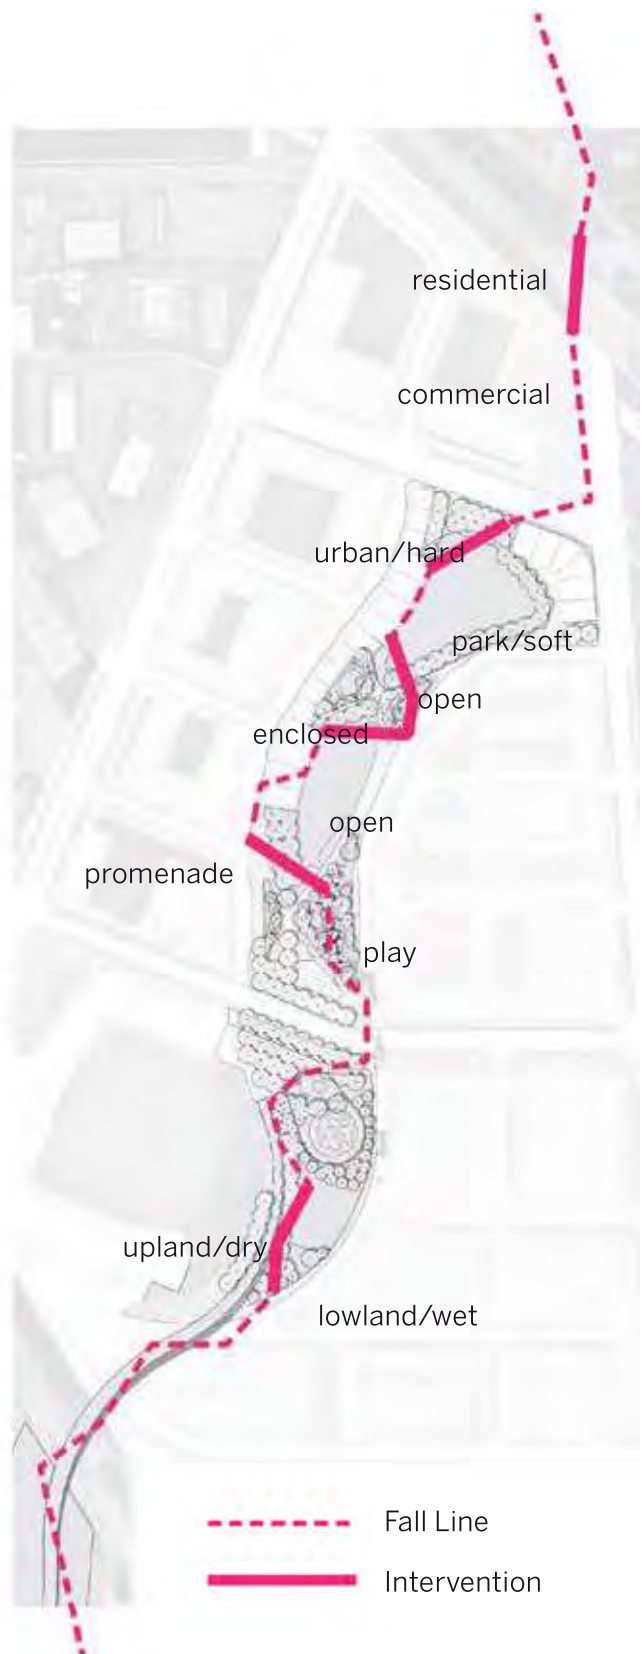 residential
commercial
urban/hard
park/soft
open
enclosed
open
promenade
play
upland/dry
lowland/wet
Fall Line
Intervention